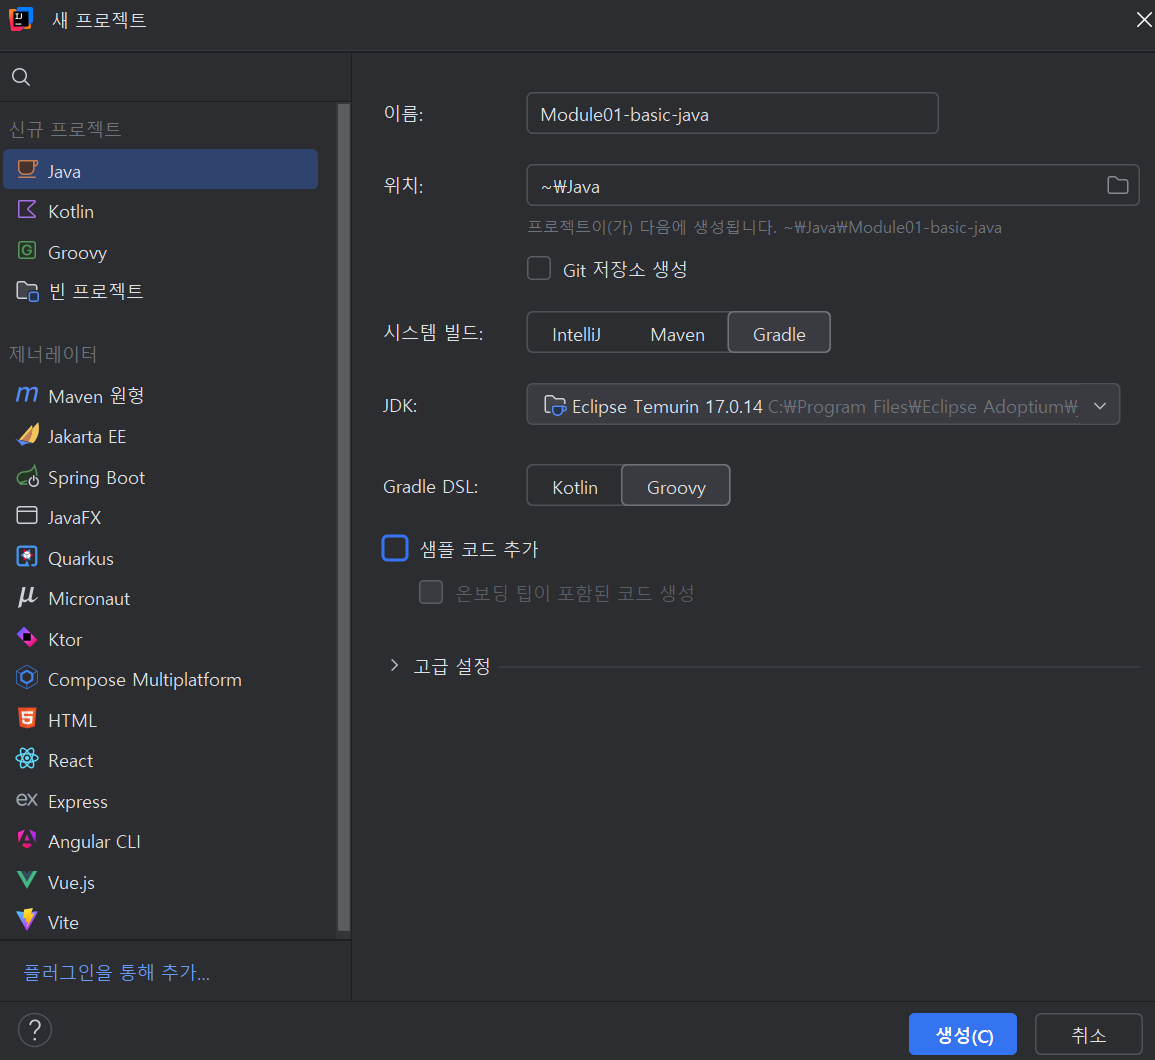 새 프로젝트
신규 프로젝트
Java
Kotlin
Groovy
빈 프로젝트
제너레이터
Maven 원형
Jakarta EE
Spring Boot
JavaFX
Quarkus
Micronaut
Ktor
Compose Multiplatform
HTML
React
Express
Angular CLI
Vue.js
Vite
플러그인을 통해 추가...
이름: Module01-basic-java
위치: ~₩Java
프로젝트이(가) 다음에 생성됩니다. ~₩Java₩Module01-basic-java
Git 저장소 생성
시스템 빌드: IntelliJ Maven Gradle
JDK: Eclipse Temurin 17.0.14 C:₩Program Files₩Eclipse Adoptium₩
Gradle DSL: Kotlin Groovy
샘플 코드 추가
온보딩 팁이 포함된 코드 생성
고급 설정
?
생성(C) 취소